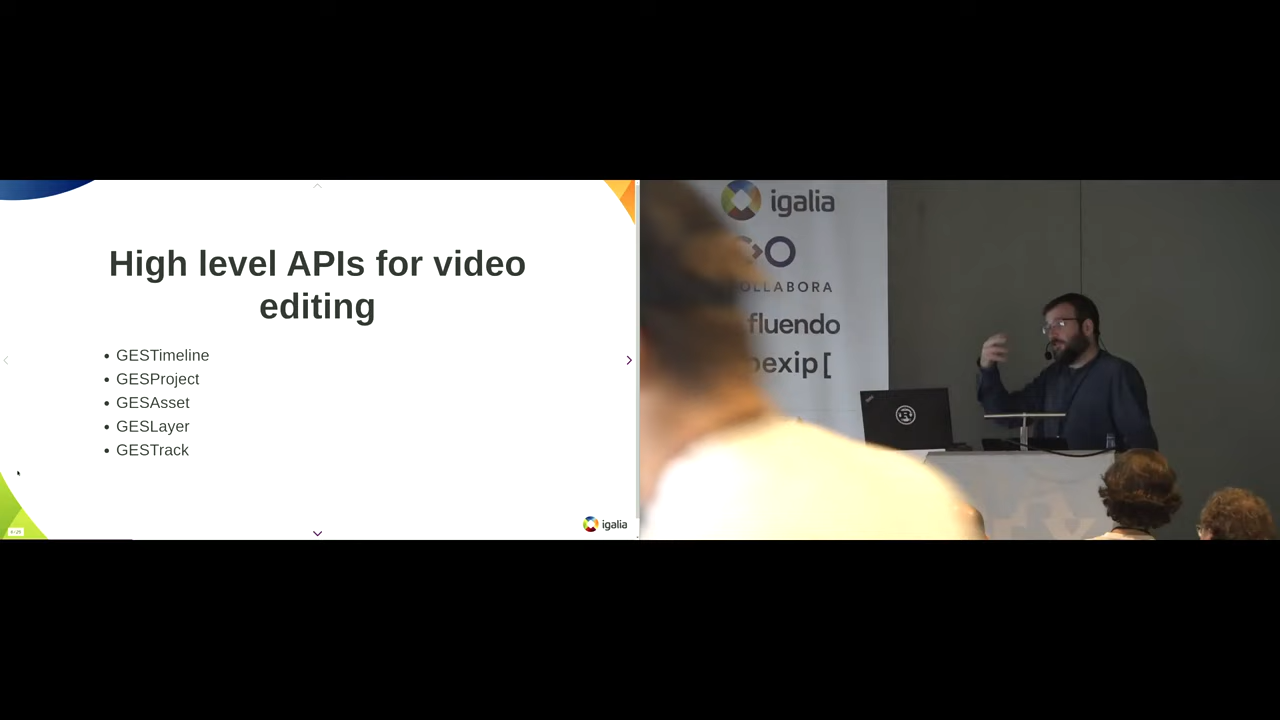 High level APIs for video
editing
• GESTimeline
• GESProject
• GESAsset
• GESLayer
• GESTrack
igalia
igalia
OLLABORA
fluendo
pexip[